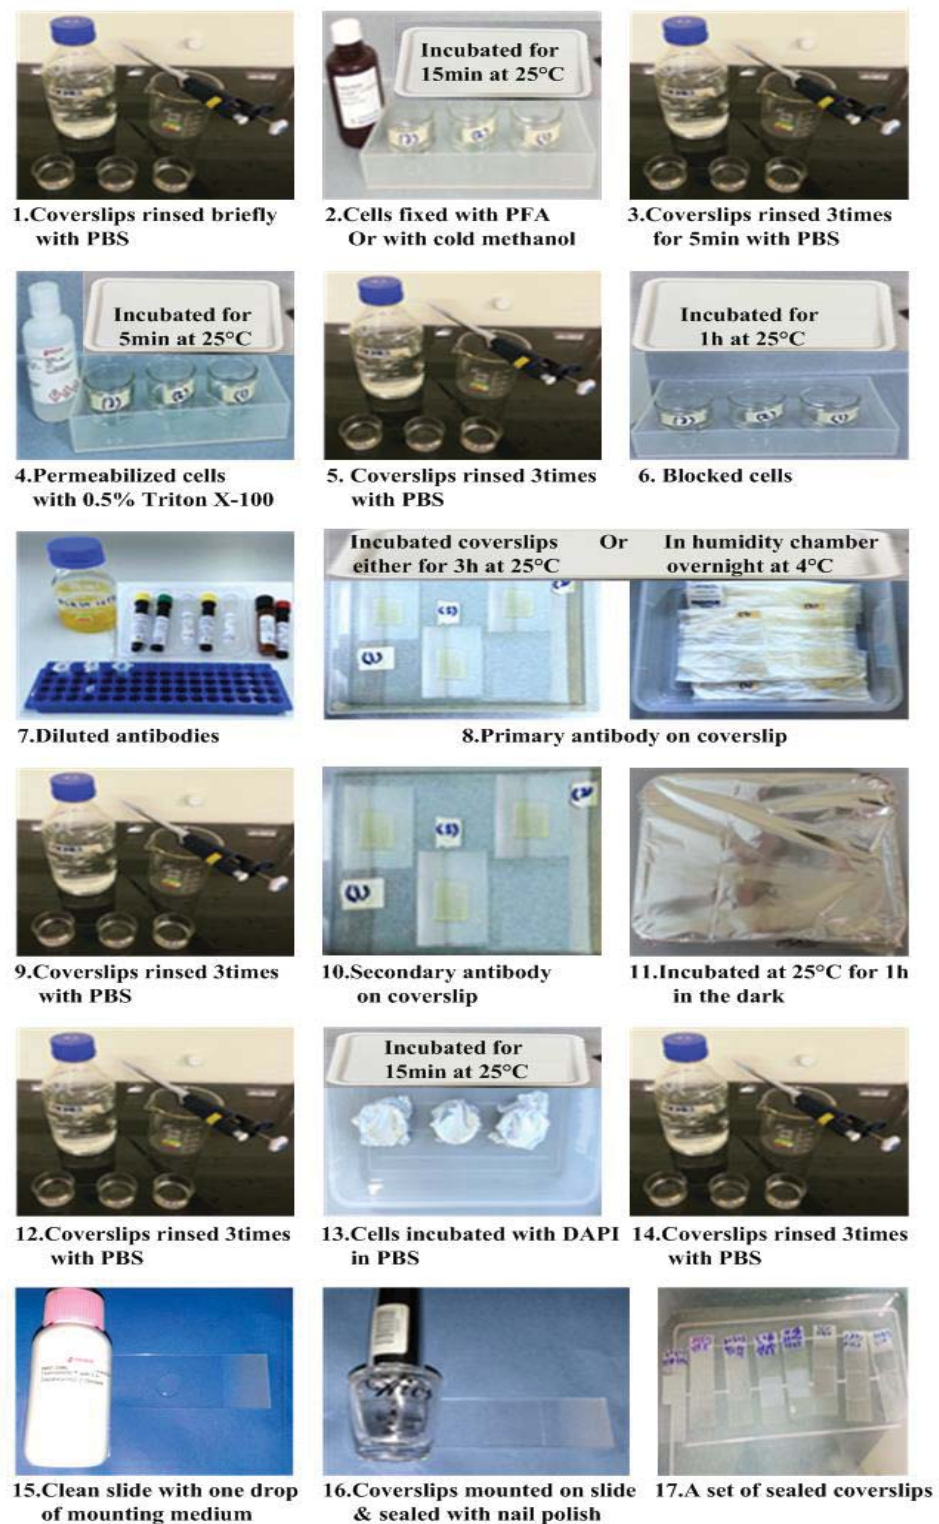 1.Coverslips rinsed briefly
with PBS
Incubated for
15min at 25°C
2.Cells fixed with PFA
Or with cold methanol
3.Coverslips rinsed 3times
for 5min with PBS
Incubated for
5min at 25°C
4.Permeabilized cells
with 0.5% Triton X-100
5. Coverslips rinsed 3times
with PBS
Incubated for
1h at 25°C
6. Blocked cells
7.Diluted antibodies
Incubated coverslips Or In humidity chamber
either for 3h at 25°C overnight at 4°C
8.Primary antibody on coverslip
9.Coverslips rinsed 3times
with PBS
10.Secondary antibody
on coverslip
11.Incubated at 25°C for 1h
in the dark
12.Coverslips rinsed 3times
with PBS
Incubated for
15min at 25°C
13.Cells incubated with DAPI
in PBS
14.Coverslips rinsed 3times
with PBS
15.Clean slide with one drop
of mounting medium
16.Coverslips mounted on slide
& sealed with nail polish
17.A set of sealed coverslips